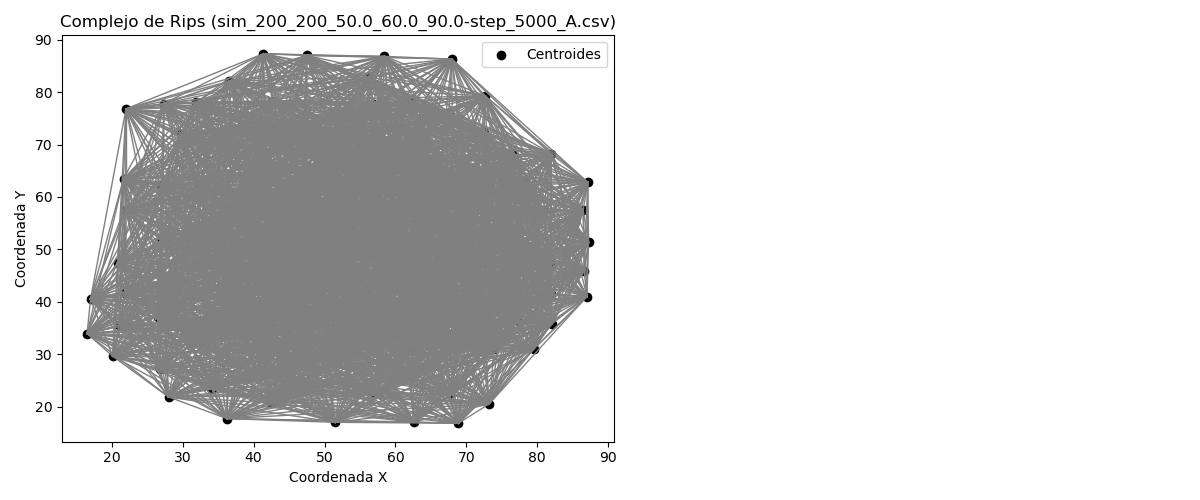 Complejo de Rips (sim_200_200_50.0_60.0_90.0-step_5000_A.csv)
90
Centroides
80
70
60
50
40
30
20
Coordenada Y
20 30 40 50 60 70 80 90
Coordenada X